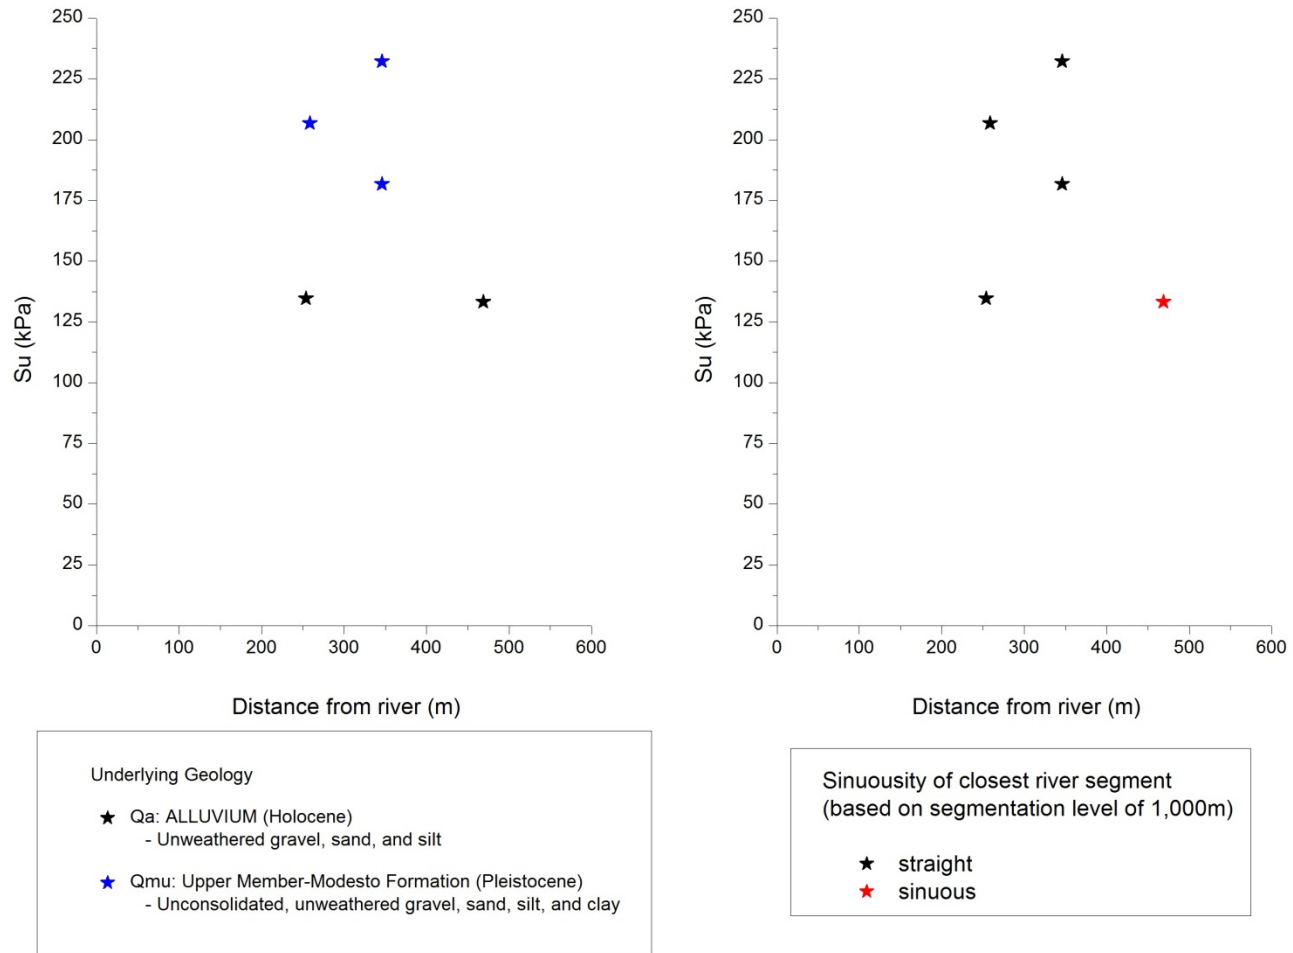 250
225
200
175
150
125
100
75
50
25
0
Su (kPa)
0 100 200 300 400 500 600
Distance from river (m)
Underlying Geology
Qa: ALLUVIUM (Holocene)
- Unweathered gravel, sand, and silt
Qmu: Upper Member-Modesto Formation (Pleistocene)
- Unconsolidated, unweathered gravel, sand, silt, and clay
250
225
200
175
150
125
100
75
50
25
0
Su (kPa)
0 100 200 300 400 500 600
Distance from river (m)
Sinuousity of closest river segment
(based on segmentation level of 1,000m)
straight
sinuous